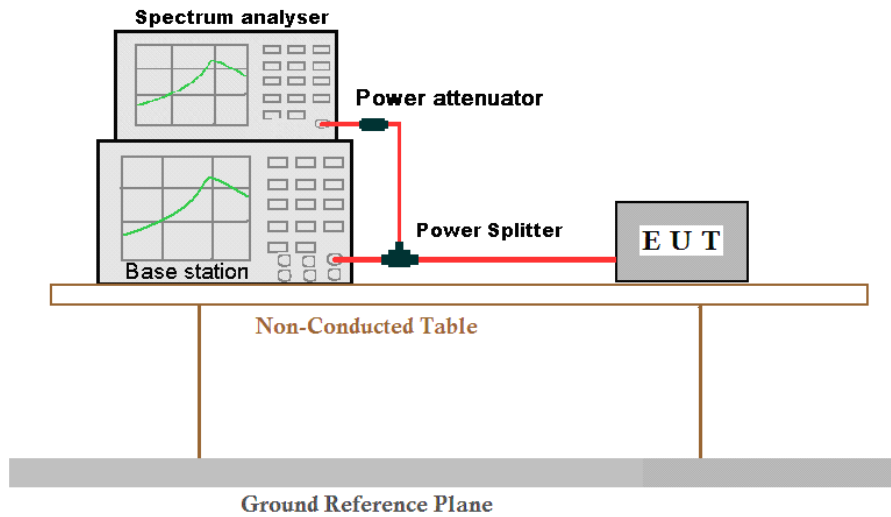 Spectrum analyser
Power attenuator
Power Splitter
E U T
Base station
Non-Conducted Table
Ground Reference Plane